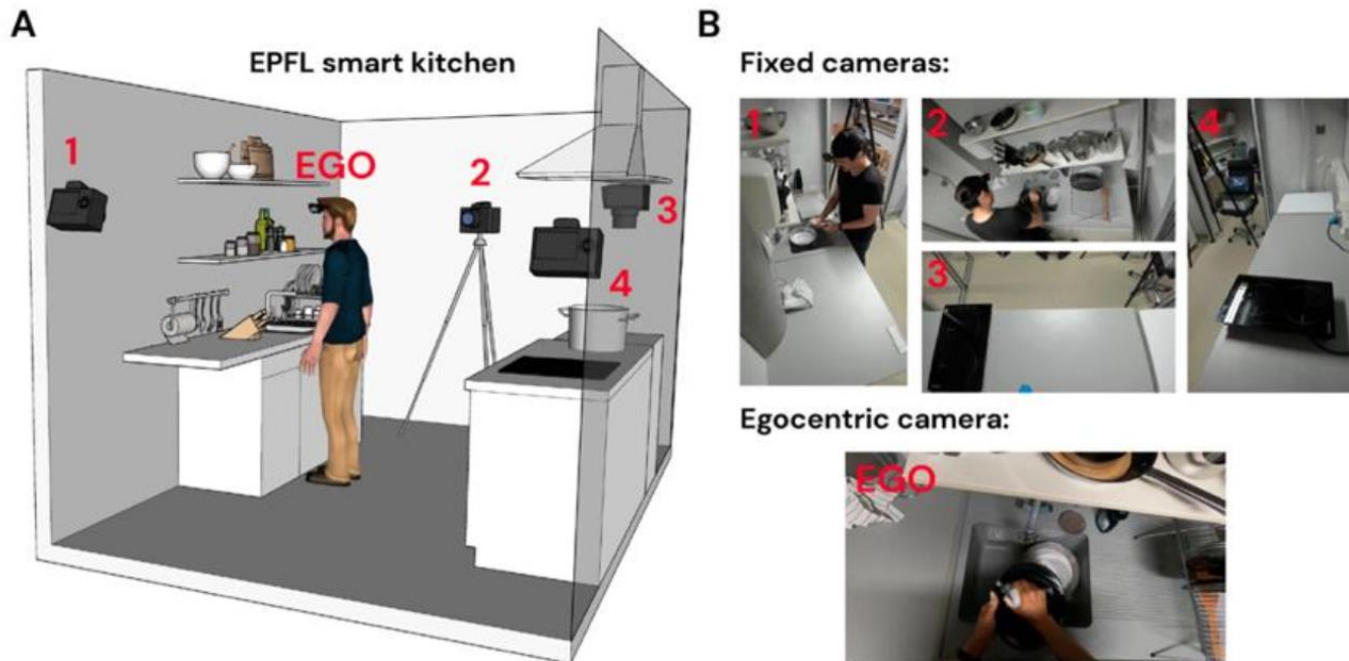 A
EPFL smart kitchen
1
EGO
2
3
4
B
Fixed cameras:
1
2
3
4
Egocentric camera:
EGO